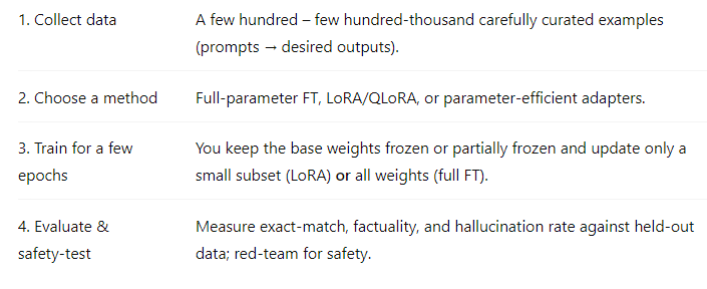 1. Collect data
A few hundred – few hundred-thousand carefully curated examples
(prompts → desired outputs).
2. Choose a method
Full-parameter FT, LoRA/QLoRA, or parameter-efficient adapters.
3. Train for a few
epochs
You keep the base weights frozen or partially frozen and update only a
small subset (LoRA) or all weights (full FT).
4. Evaluate &
safety-test
Measure exact-match, factuality, and hallucination rate against held-out
data; red-team for safety.